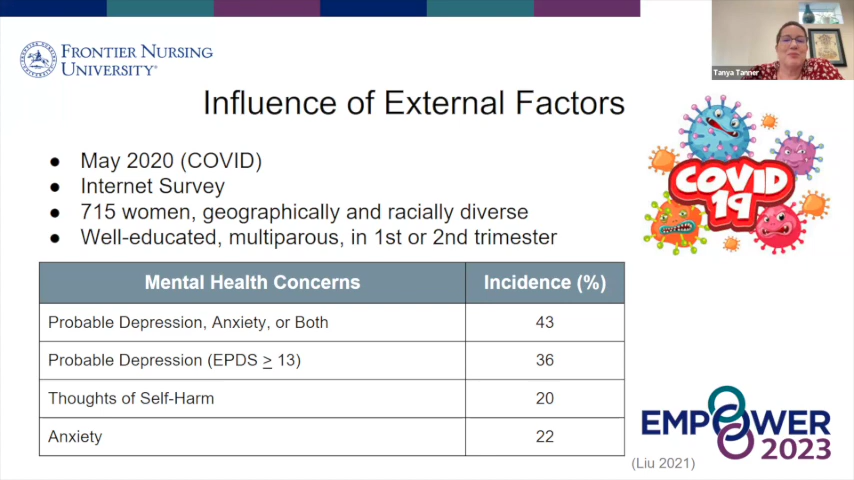 FRONTIER NURSING
UNIVERSITY®
Tanya Tanner
Influence of External Factors
● May 2020 (COVID)
● Internet Survey
● 715 women, geographically and racially diverse
● Well-educated, multiparous, in 1st or 2nd trimester
COVID
19
Mental Health Concerns Incidence (%)
Probable Depression, Anxiety, or Both 43
Probable Depression (EPDS ≥ 13) 36
Thoughts of Self-Harm 20
Anxiety 22
EMPOWER
2023
(Liu 2021)